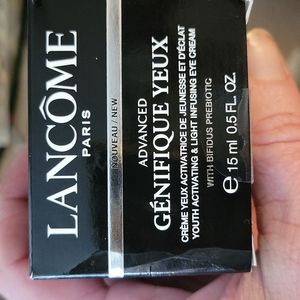 LANCÔME
PARIS
NOUVEAU / NEW
ADVANCED
GÉNIFIQUE YEUX
CRÈME YEUX ACTIVATRICE DE JEUNESSE ET D'ÉCLAT
YOUTH ACTIVATING & LIGHT INFUSING EYE CREAM
WITH BIFIDUS PREBIOTIC
℮ 15 ml 0.5 FL. OZ.